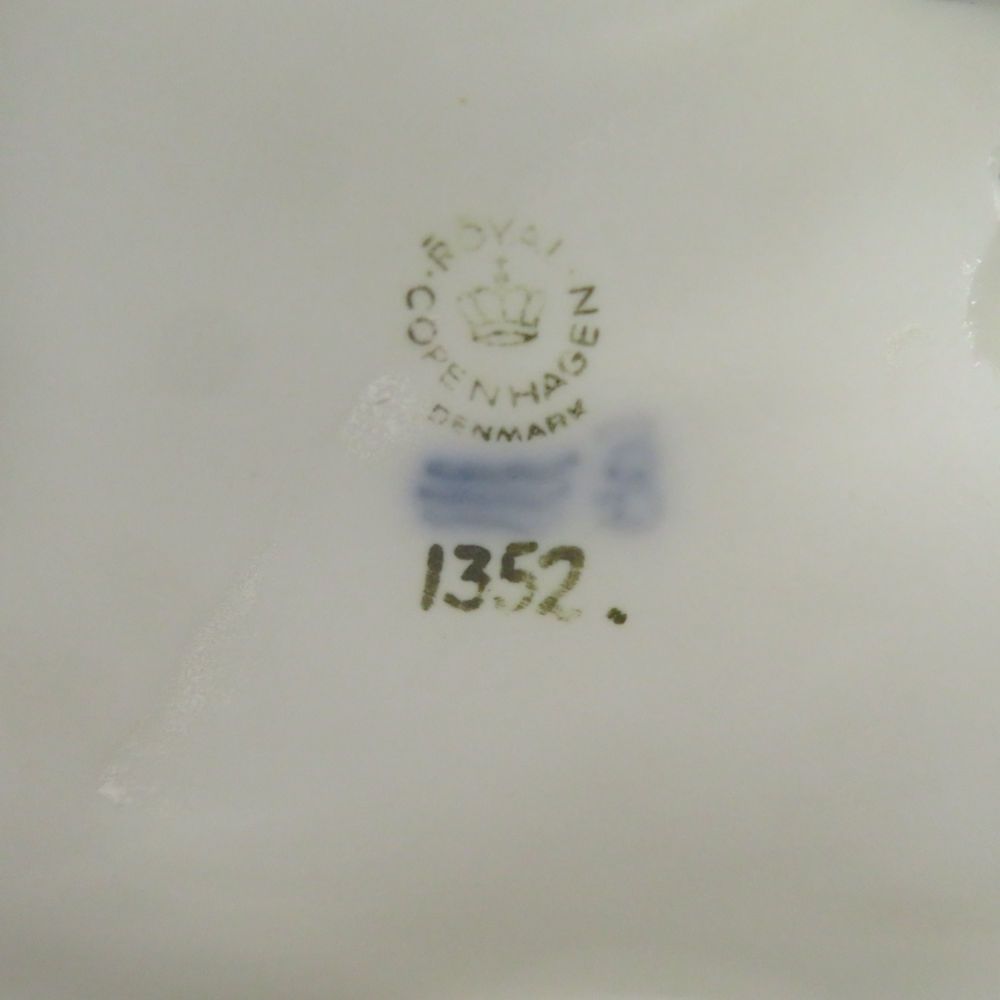 ROYAL
COPENHAGEN
DENMARK
1352.